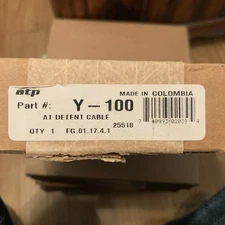 atp
MADE IN COLOMBIA
Part #: Y-100
AT DETENT CABLE
25518
QTY 1 FG.01.17.4.1